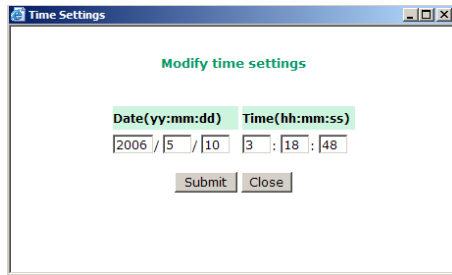 Time Settings
Modify time settings
Date(yy:mm:dd) Time(hh:mm:ss)
2006 / 5 / 10 3 : 18 : 48
Submit Close